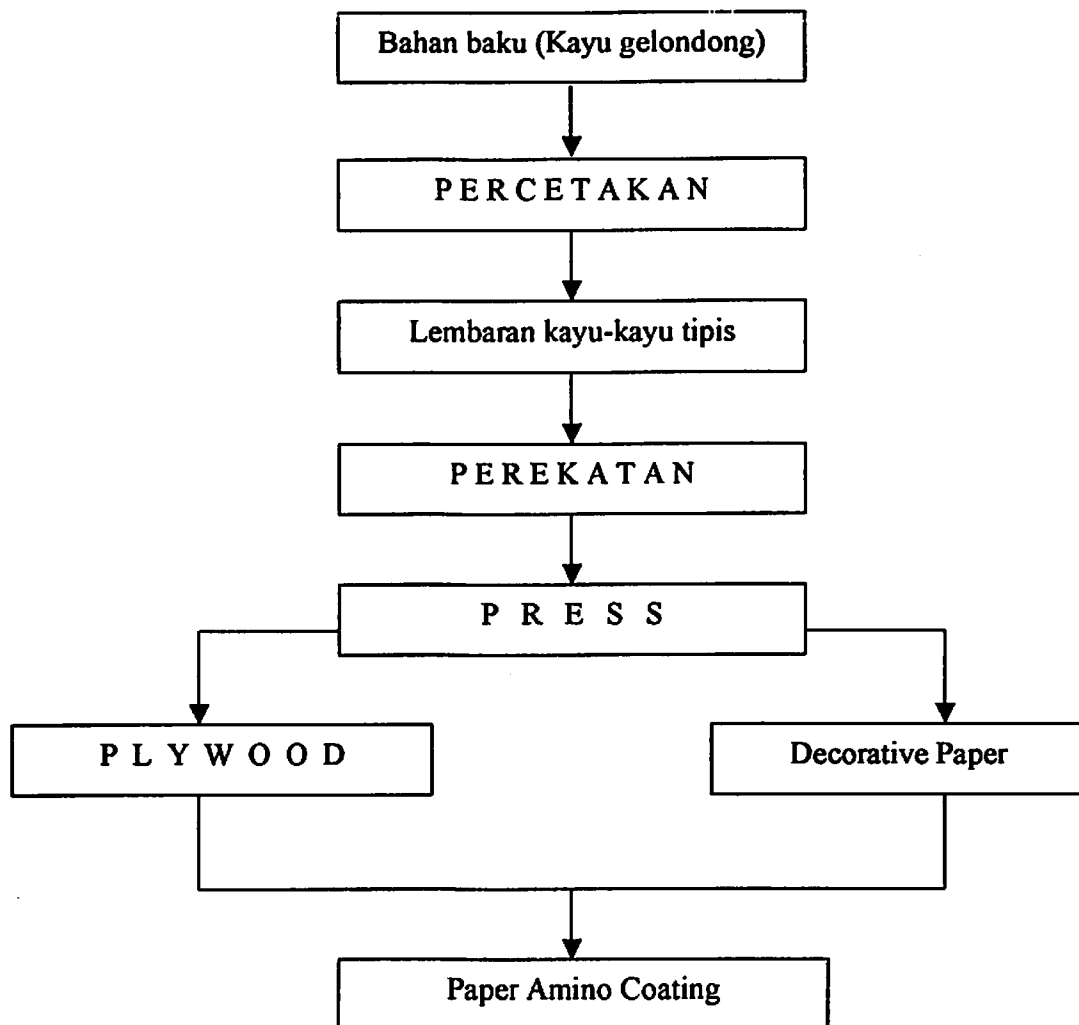 Bahan baku (Kayu gelondong)
PERCETAKAN
Lembaran kayu-kayu tipis
PEREKATAN
PRESS
PLYWOOD
Decorative Paper
Paper Amino Coating